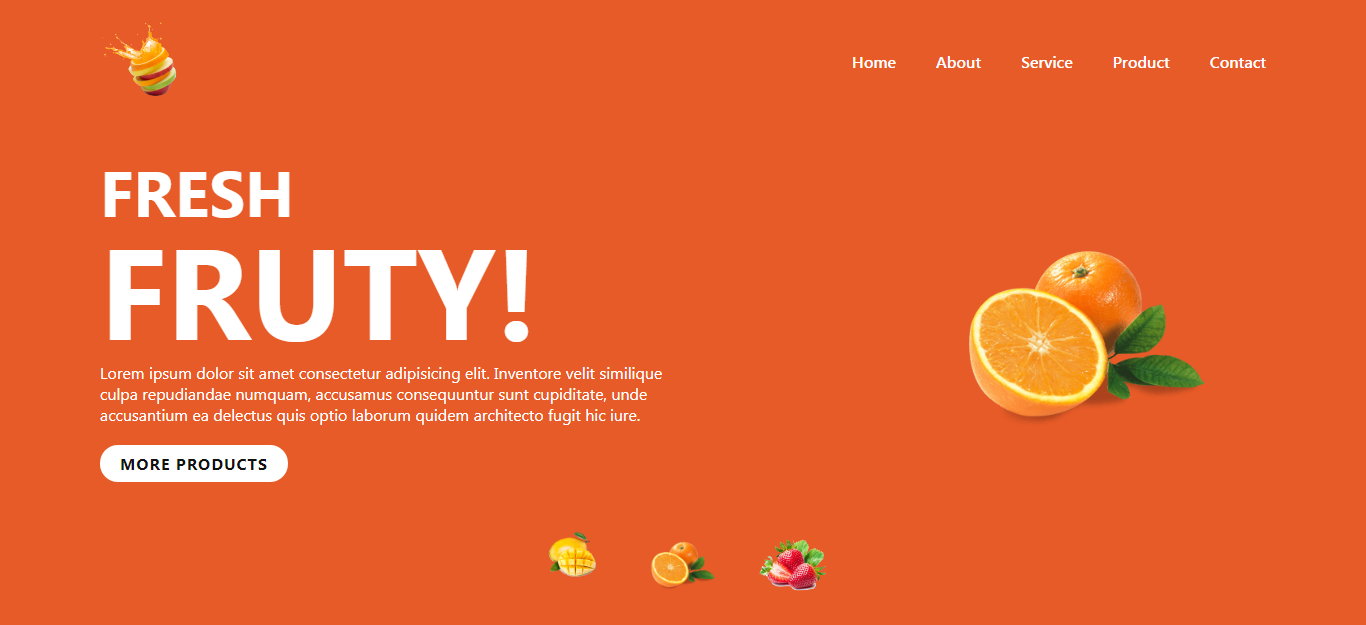 Home About Service Product Contact
FRESH
FRUTY!
Lorem ipsum dolor sit amet consectetur adipisicing elit. Inventore velit similique
culpa repudiandae numquam, accusamus consequuntur sunt cupiditate, unde
accusantium ea delectus quis optio laborum quidem architecto fugit hic iure.
MORE PRODUCTS